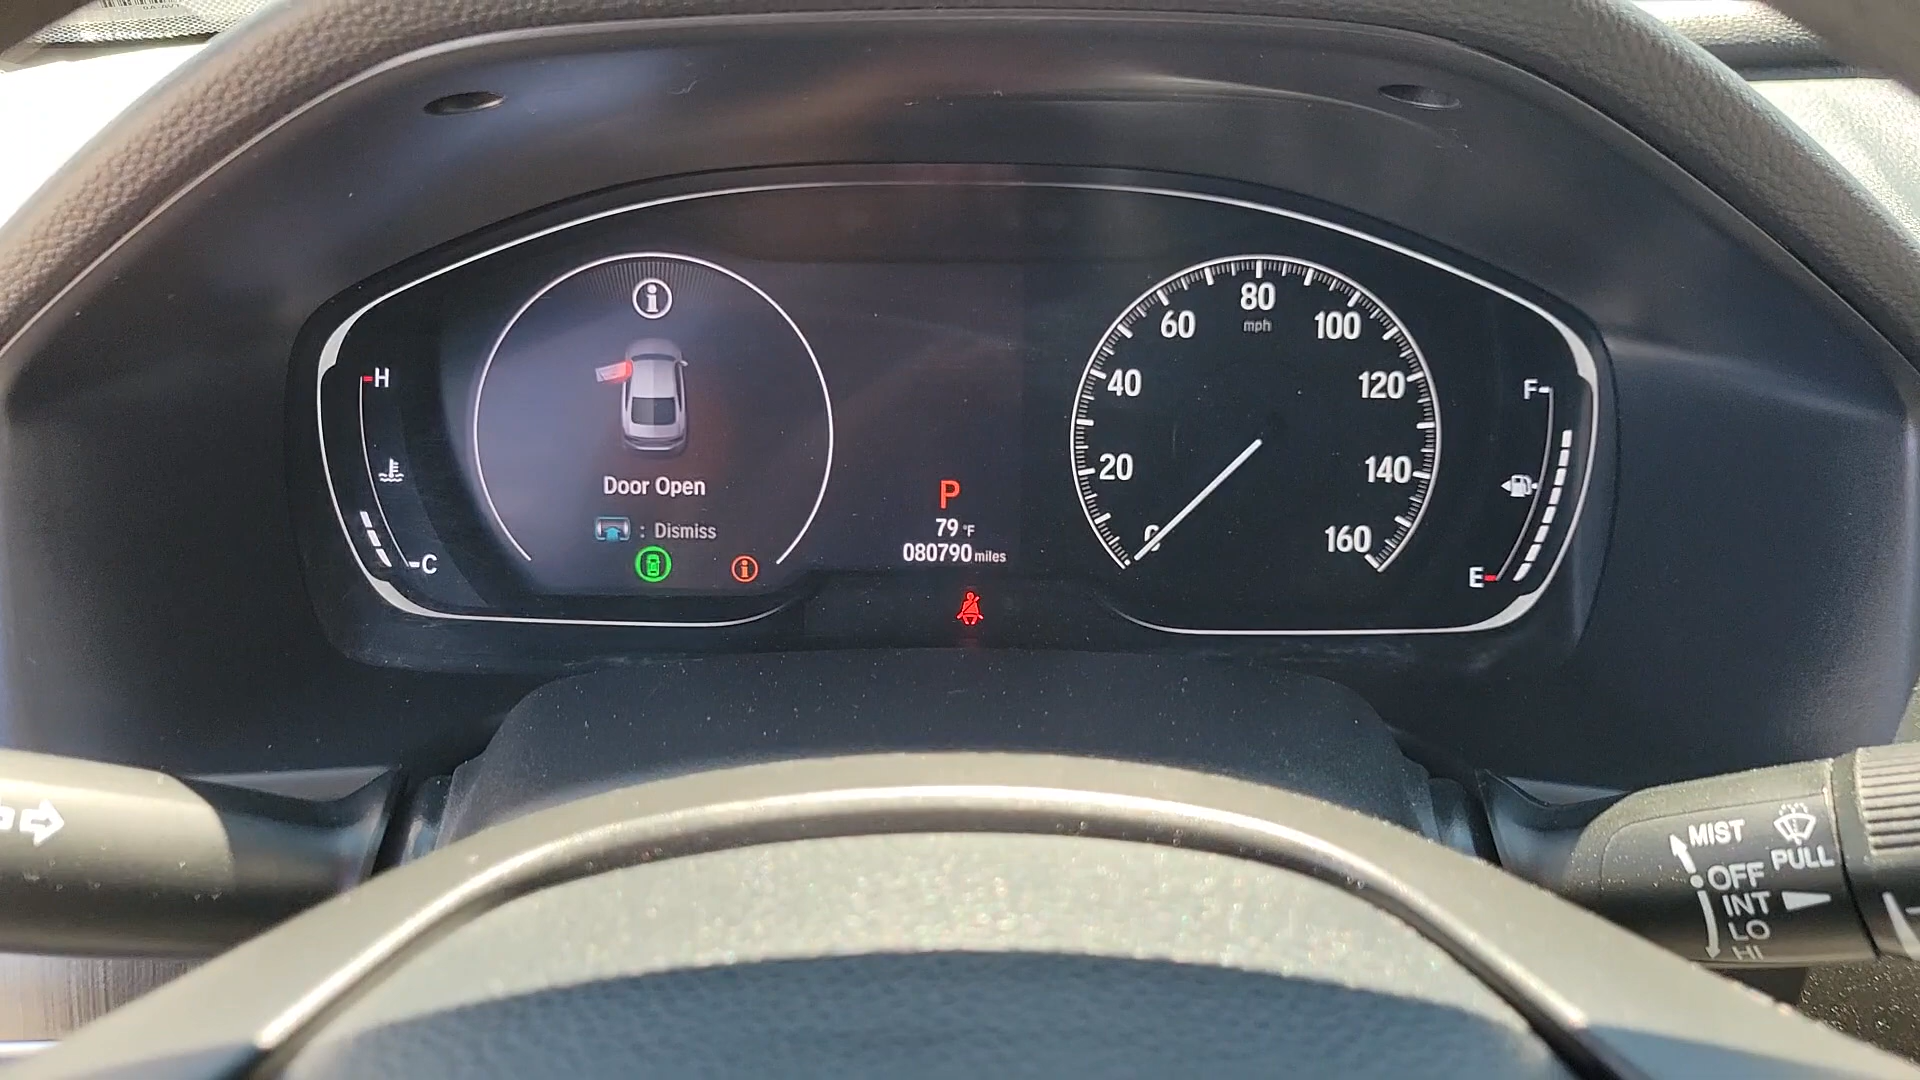 H
C
Door Open
: Dismiss
P
79 °F
080790 miles
0
20
40
60
80
mph
100
120
140
160
F
E
MIST
PULL
OFF
INT
LO
HI